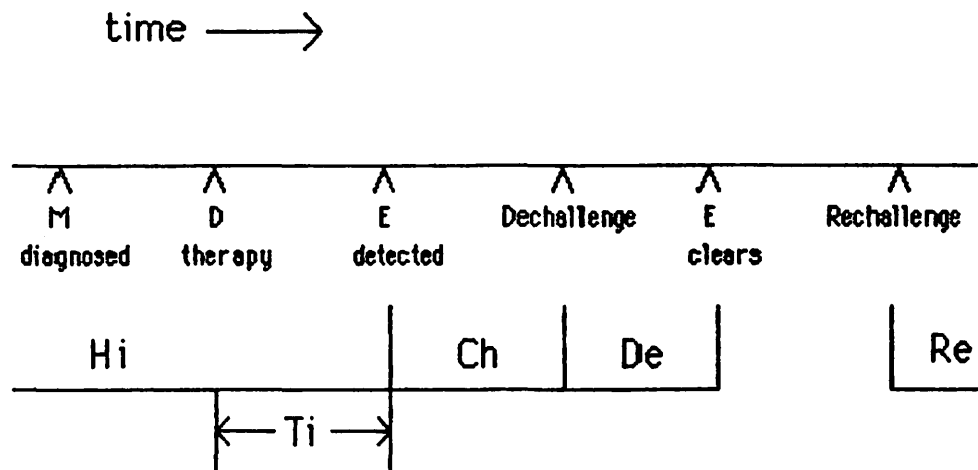 time
M D E Dechallenge E Rechallenge
diagnosed therapy detected clears
Hi Ch De Re
Ti